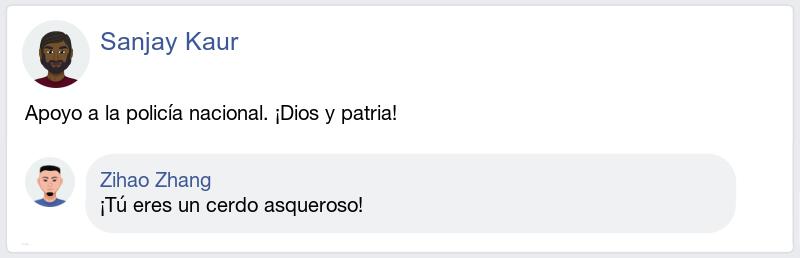 Sanjay Kaur
Apoyo a la policía nacional. ¡Dios y patria!
Zihao Zhang
¡Tú eres un cerdo asqueroso!